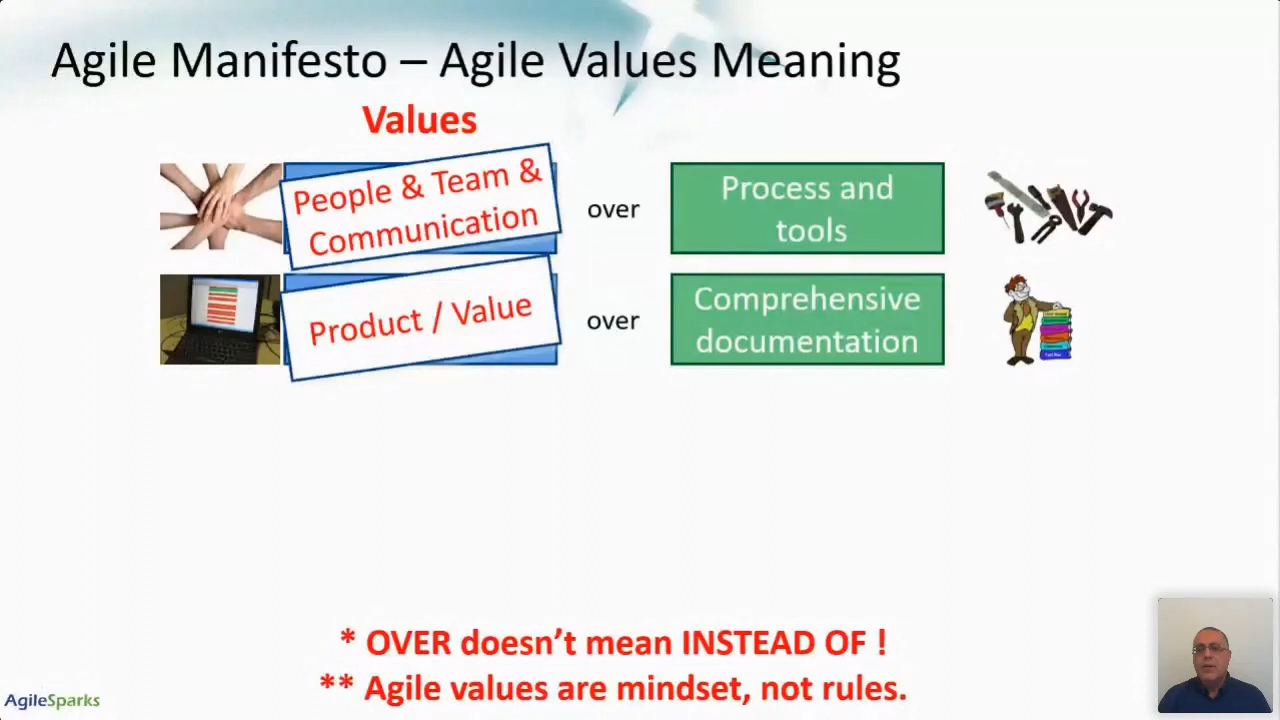 Agile Manifesto – Agile Values Meaning
Values
People & Team &
Communication
over
Process and
tools
Product / Value
over
Comprehensive
documentation
* OVER doesn’t mean INSTEAD OF !
** Agile values are mindset, not rules.
AgileSparks